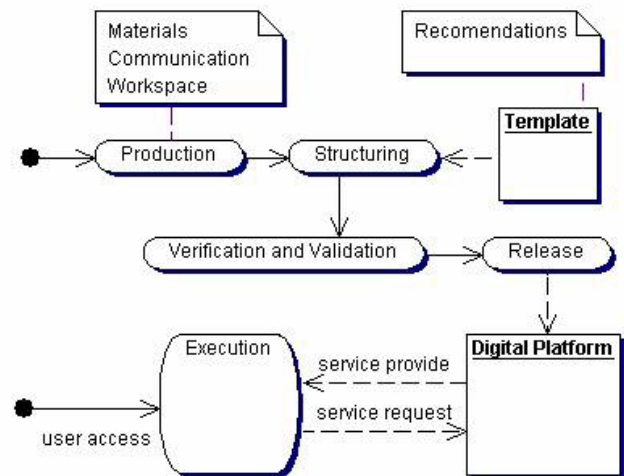 Materials
Communication
Workspace
Recomendations
Template
Production
Structuring
Verification and Validation
Release
Execution
Digital Platform
service provide
service request
user access